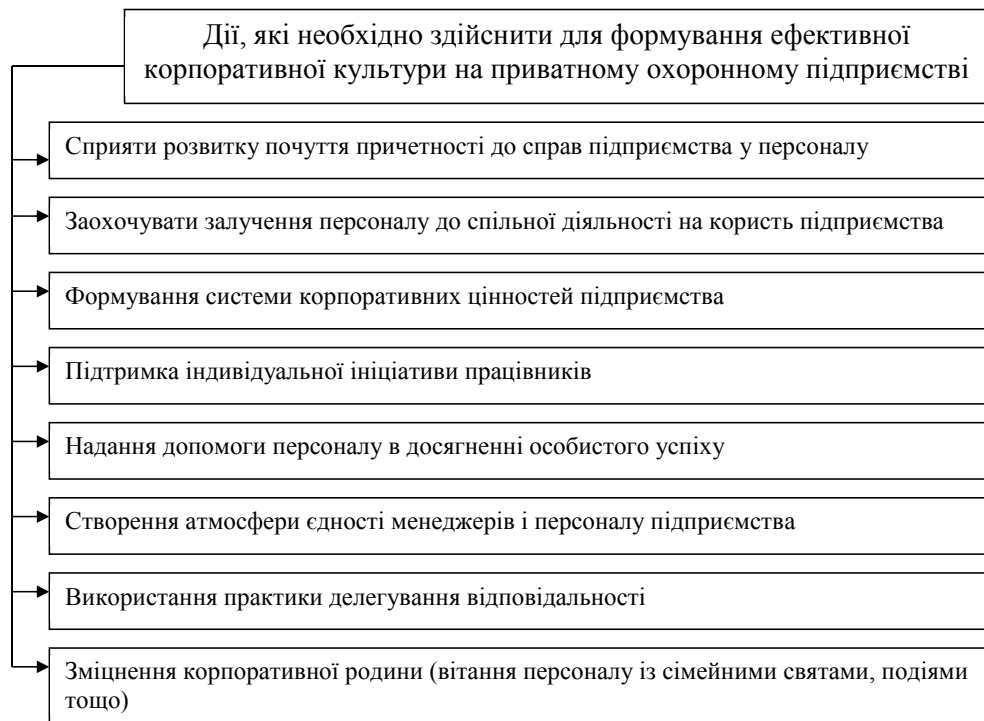 Дії, які необхідно здійснити для формування ефективної
корпоративної культури на приватному охоронному підприємстві
Сприяти розвитку почуття причетності до справ підприємства у персоналу
Заохочувати залучення персоналу до спільної діяльності на користь підприємства
Формування системи корпоративних цінностей підприємства
Підтримка індивідуальної ініціативи працівників
Надання допомоги персоналу в досягненні особистого успіху
Створення атмосфери єдності менеджерів і персоналу підприємства
Використання практики делегування відповідальності
Зміцнення корпоративної родини (вітання персоналу із сімейними святами, подіями
тощо)